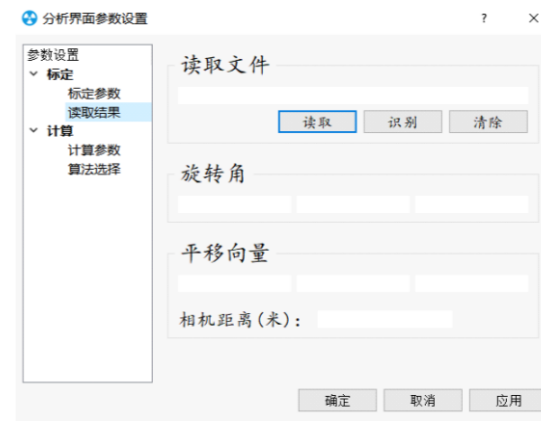 分析界面参数设置
参数设置
标定
标定参数
读取结果
计算
计算参数
算法选择
读取文件
读取 识别 清除
旋转角
平移向量
相机距离(米):
确定 取消 应用